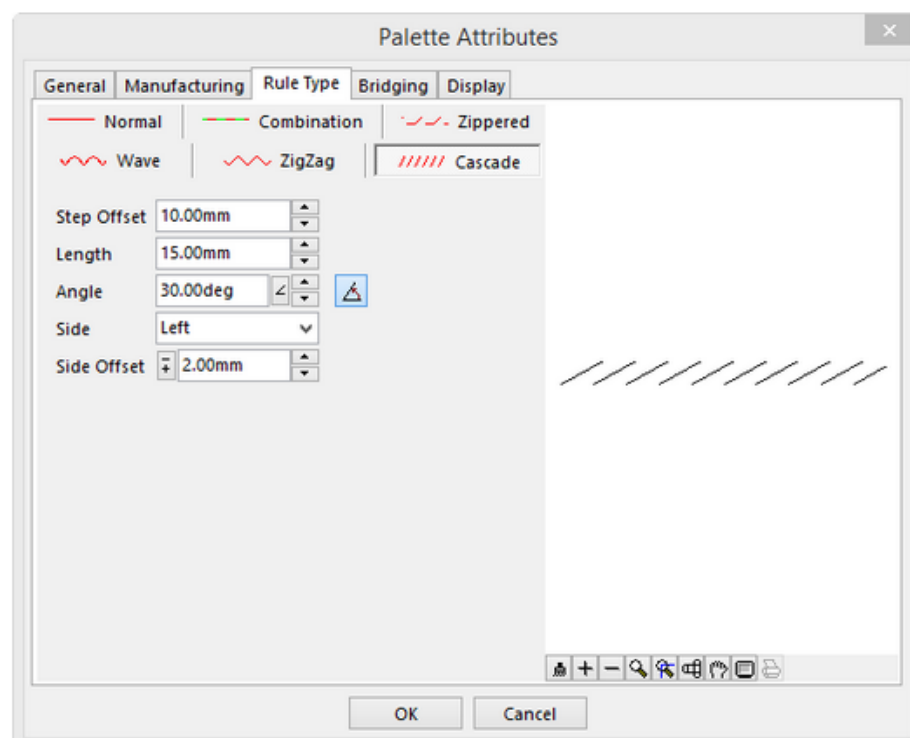 Palette Attributes
General Manufacturing Rule Type Bridging Display
Normal Combination Zippered
Wave ZigZag Cascade
Step Offset 10.00mm
Length 15.00mm
Angle 30.00deg
Side Left
Side Offset 2.00mm
OK Cancel